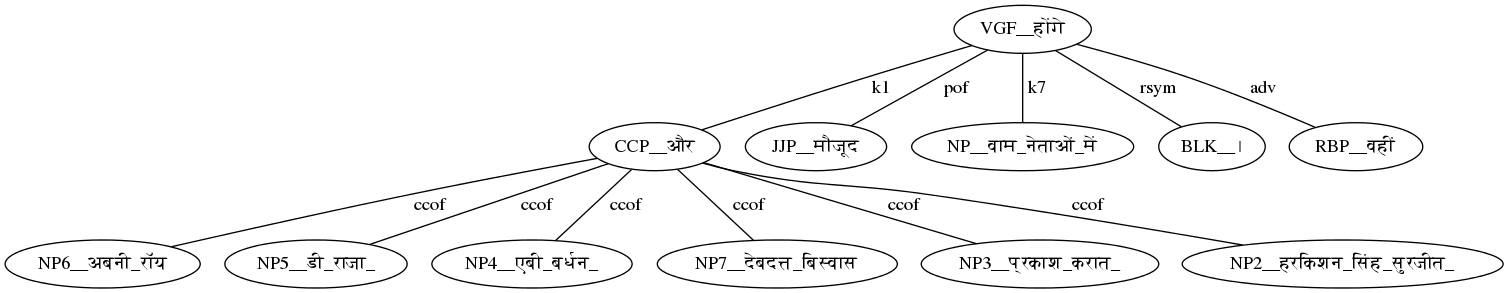 VGF__होंगे
k1 pof k7 rsym adv
CCP__और JJP__मौजूद NP__वाम_नेताओं_में BLK__। RBP__वहीं
ccof ccof ccof ccof ccof ccof
NP6__अबनी_रॉय NP5__डी_राजा_ NP4__एबी_बर्धन_ NP7__देबदत्त_बिस्वास NP3__प्रकाश_करात_ NP2__हरकिशन_सिंह_सुरजीत_